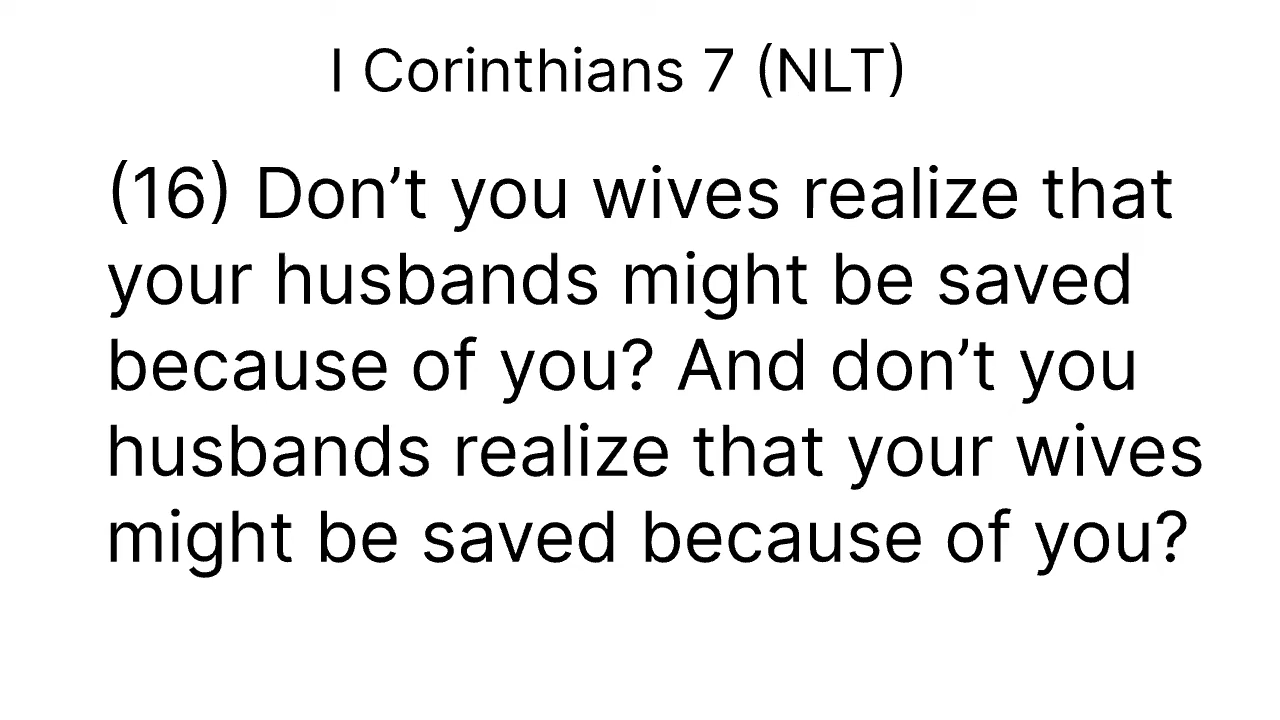 I Corinthians 7 (NLT)
(16) Don’t you wives realize that
your husbands might be saved
because of you? And don’t you
husbands realize that your wives
might be saved because of you?